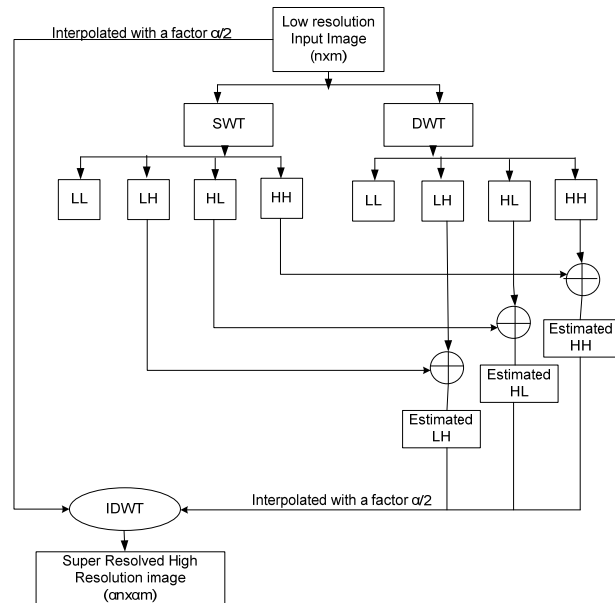 Interpolated with a factor α/2
Low resolution
Input Image
(nxm)
SWT
DWT
LL
LH
HL
HH
LL
LH
HL
HH
Estimated
HH
Estimated
HL
Estimated
LH
Interpolated with a factor α/2
IDWT
Super Resolved High
Resolution image
(αnxαm)